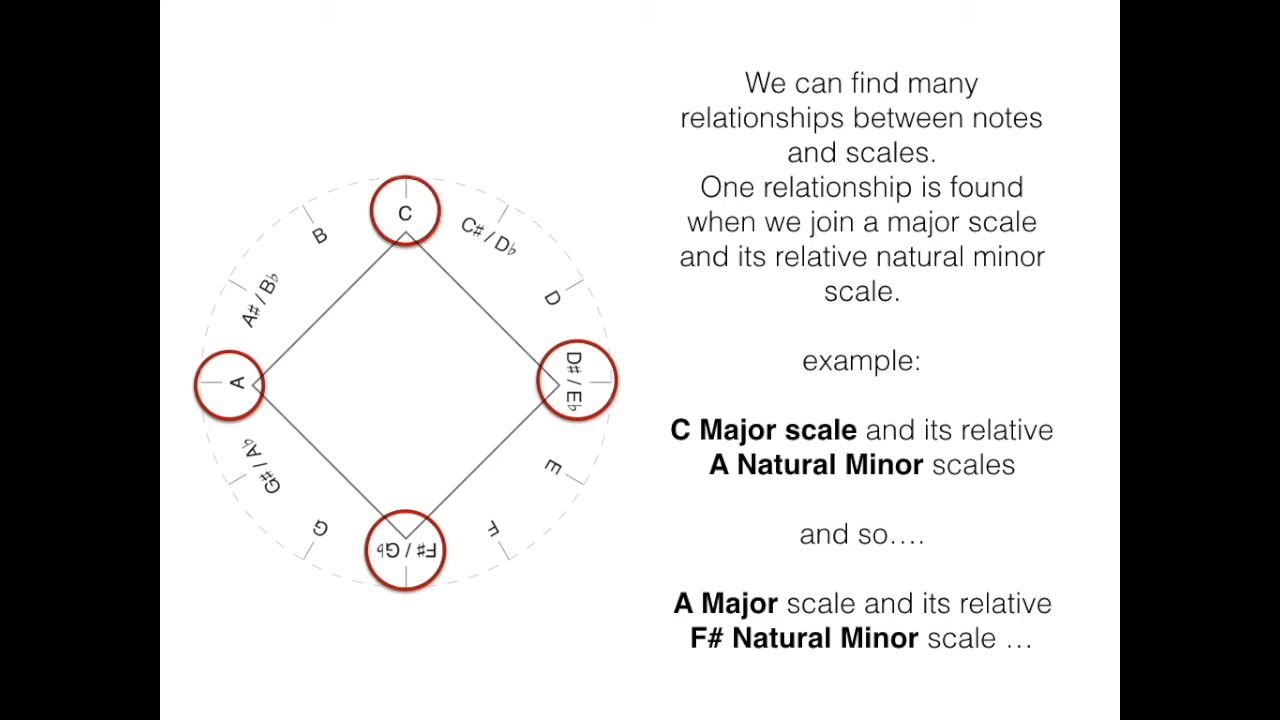 We can find many
relationships between notes
and scales.
One relationship is found
when we join a major scale
and its relative natural minor
scale.
example:
C Major scale and its relative
A Natural Minor scales
and so….
A Major scale and its relative
F# Natural Minor scale …
C
C# / D♭
D
D# / E♭
E
F
F# / G♭
G
G# / A♭
A
A# / B♭
B